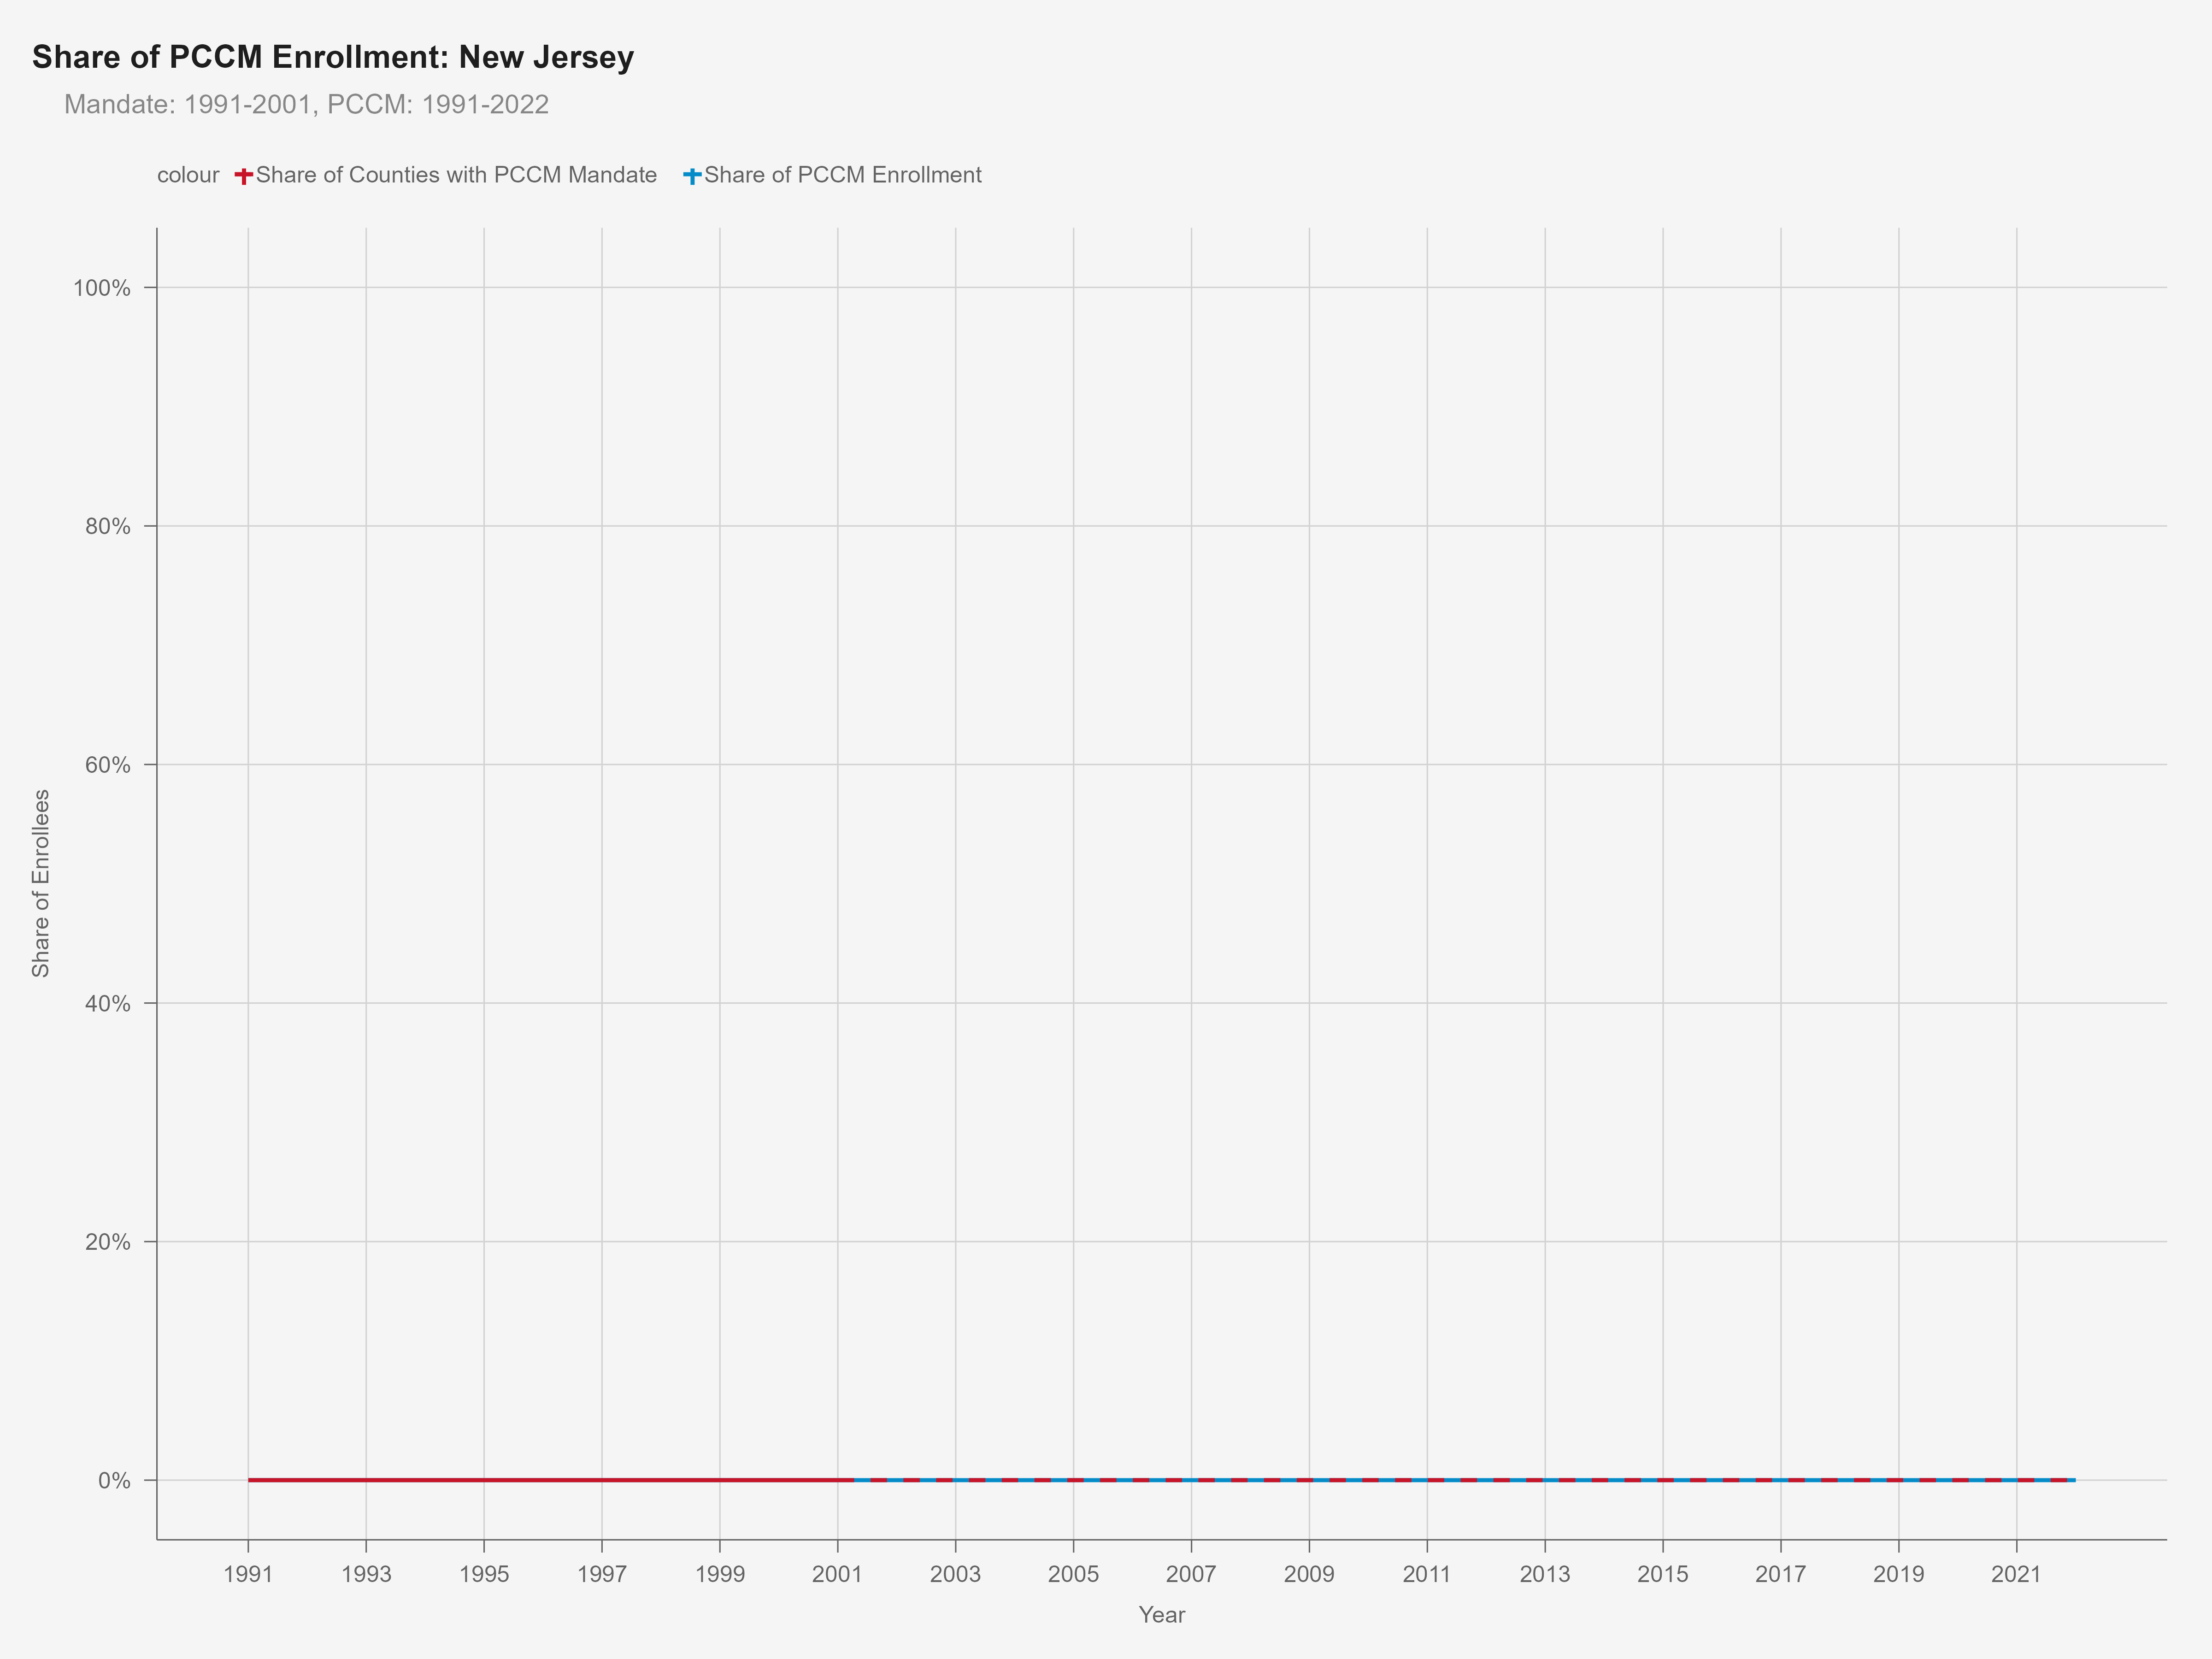 Share of PCCM Enrollment: New Jersey
Mandate: 1991-2001, PCCM: 1991-2022
colour Share of Counties with PCCM Mandate Share of PCCM Enrollment
100%
80%
60%
40%
20%
0%
Share of Enrollees
1991 1993 1995 1997 1999 2001 2003 2005 2007 2009 2011 2013 2015 2017 2019 2021
Year